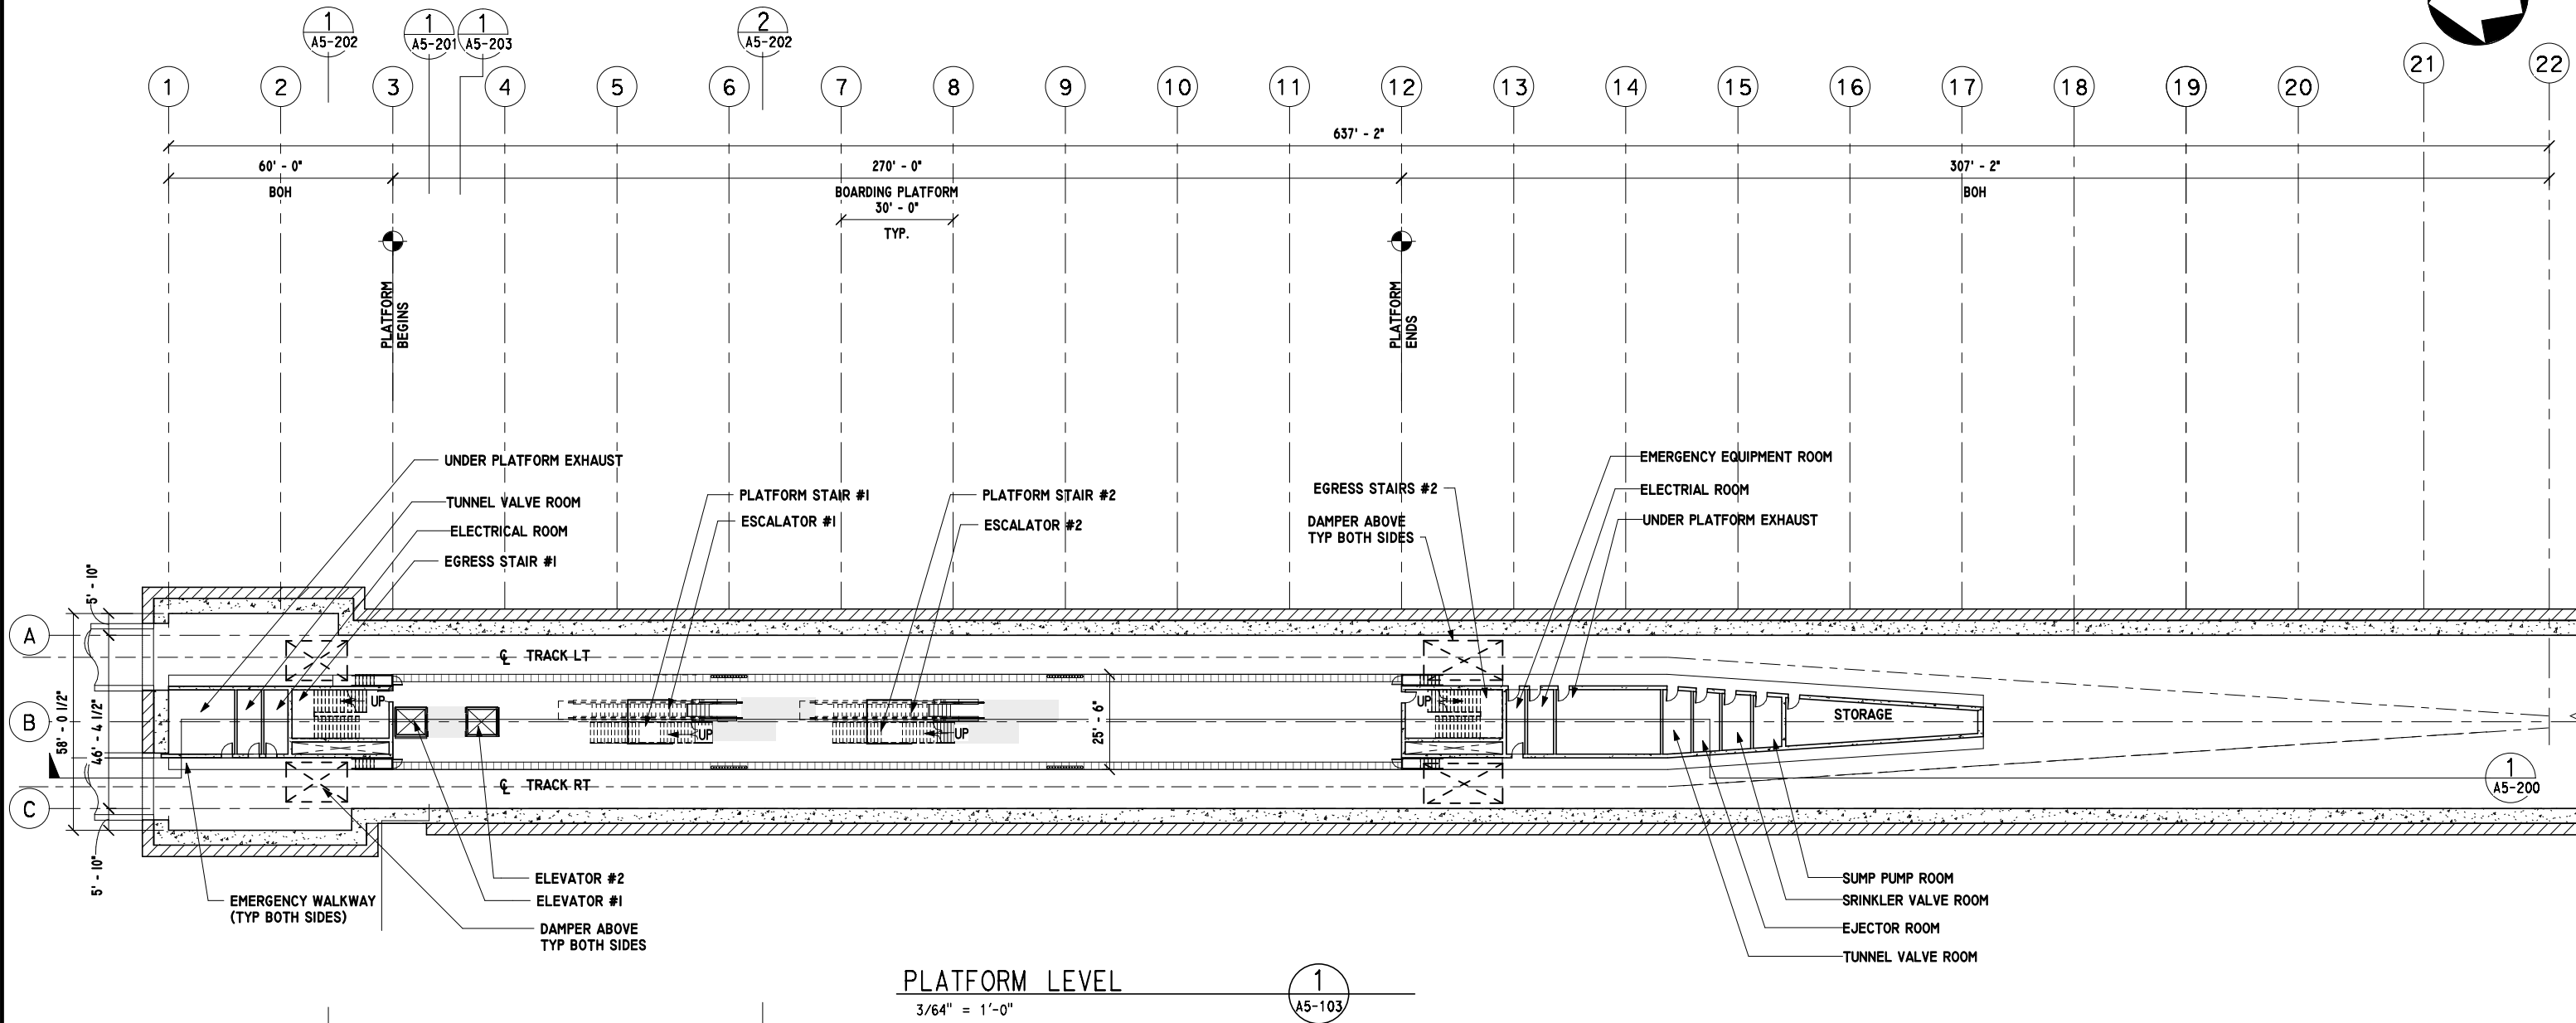 1
A5-202
1
A5-201
1
A5-203
2
A5-202
1 2 3 4 5 6 7 8 9 10 11 12 13 14 15 16 17 18 19 20 21 22
637' - 2"
60' - 0"
270' - 0"
307' - 2"
BOH
BOARDING PLATFORM
BOH
30' - 0"
TYP.
PLATFORM
BEGINS
PLATFORM
ENDS
UNDER PLATFORM EXHAUST
TUNNEL VALVE ROOM
ELECTRICAL ROOM
EGRESS STAIR #1
PLATFORM STAIR #1
ESCALATOR #1
PLATFORM STAIR #2
ESCALATOR #2
EGRESS STAIRS #2
DAMPER ABOVE
TYP BOTH SIDES
EMERGENCY EQUIPMENT ROOM
ELECTRIAL ROOM
UNDER PLATFORM EXHAUST
5' - 10"
A
B
C
58' - 0 1/2"
46' - 4 1/2"
5' - 10"
℄ TRACK LT
UP
UP
UP
UP
25' - 6"
STORAGE
℄ TRACK RT
1
A5-200
EMERGENCY WALKWAY
(TYP BOTH SIDES)
ELEVATOR #2
ELEVATOR #1
DAMPER ABOVE
TYP BOTH SIDES
SUMP PUMP ROOM
SRINKLER VALVE ROOM
EJECTOR ROOM
TUNNEL VALVE ROOM
PLATFORM LEVEL
3/64" = 1'-0"
1
A5-103